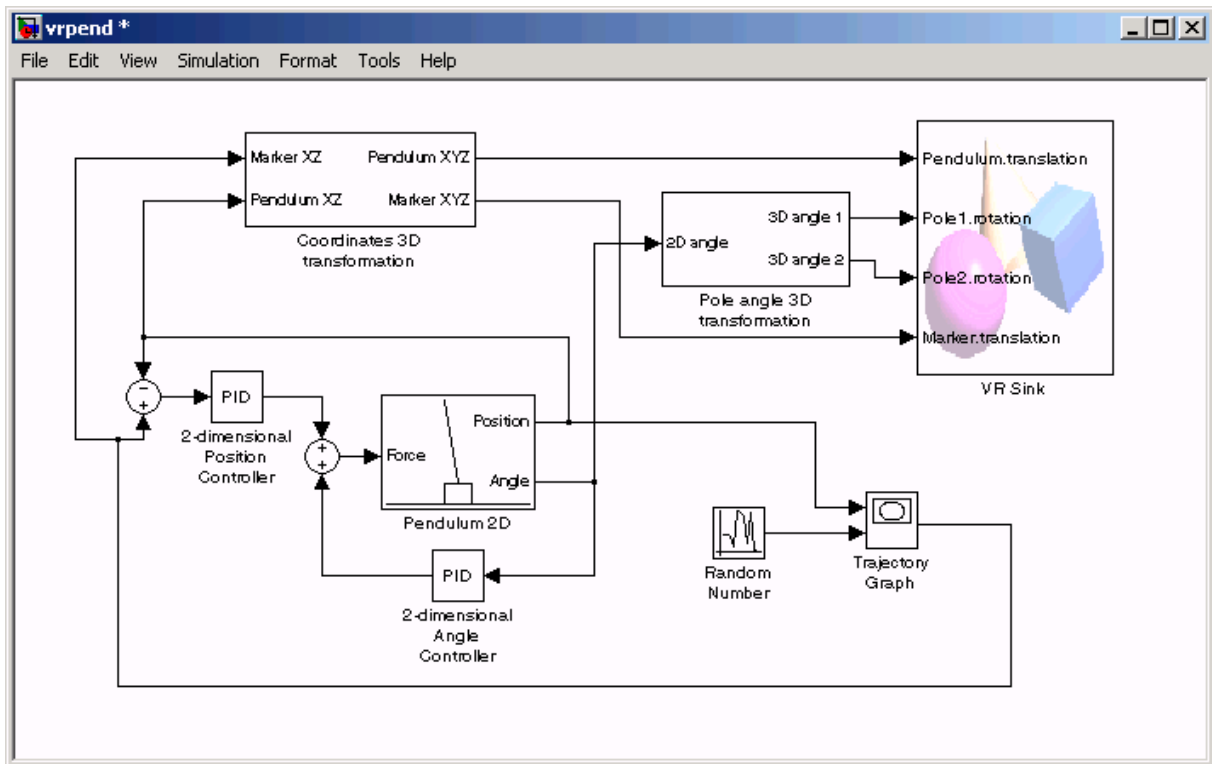 vrpend *
File Edit View Simulation Format Tools Help
Marker XZ
Pendulum XYZ
Pendulum XZ
Marker XYZ
Coordinates 3D
transformation
2D angle
3D angle 1
3D angle 2
Pole angle 3D
transformation
Pendulum.translation
Pole1.rotation
Pole2.rotation
Marker.translation
VR Sink
−
+
PID
2-dimensional
Position
Controller
+
+
Force
Position
Angle
Pendulum 2D
PID
2-dimensional
Angle
Controller
Random
Number
Trajectory
Graph